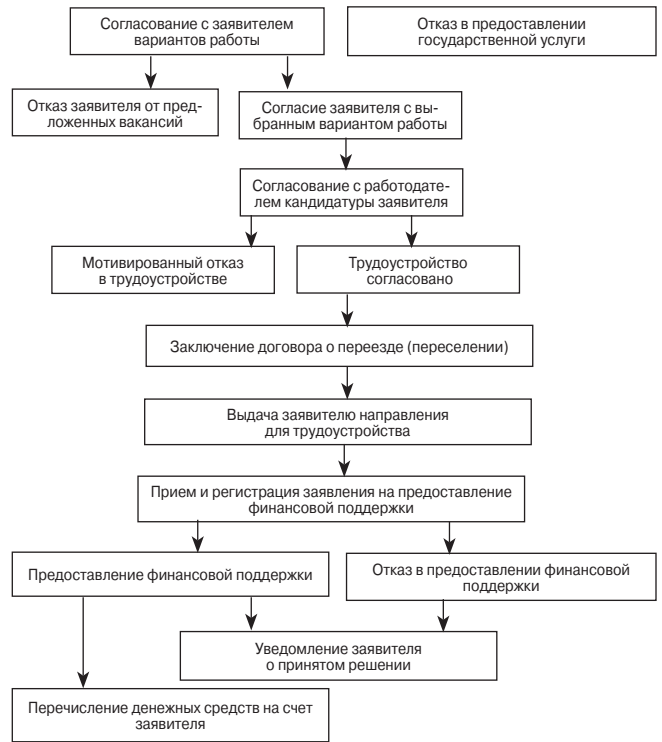 Согласование с заявителем
вариантов работы
Отказ в предоставлении
государственной услуги
Отказ заявителя от пред-
ложенных вакансий
Согласие заявителя с вы-
бранным вариантом работы
Согласование с работодате-
лем кандидатуры заявителя
Мотивированный отказ
в трудоустройстве
Трудоустройство
согласовано
Заключение договора о переезде (переселении)
Выдача заявителю направления
для трудоустройства
Прием и регистрация заявления на предоставление
финансовой поддержки
Предоставление финансовой поддержки
Отказ в предоставлении финансовой
поддержки
Уведомление заявителя
о принятом решении
Перечисление денежных средств на счет
заявителя